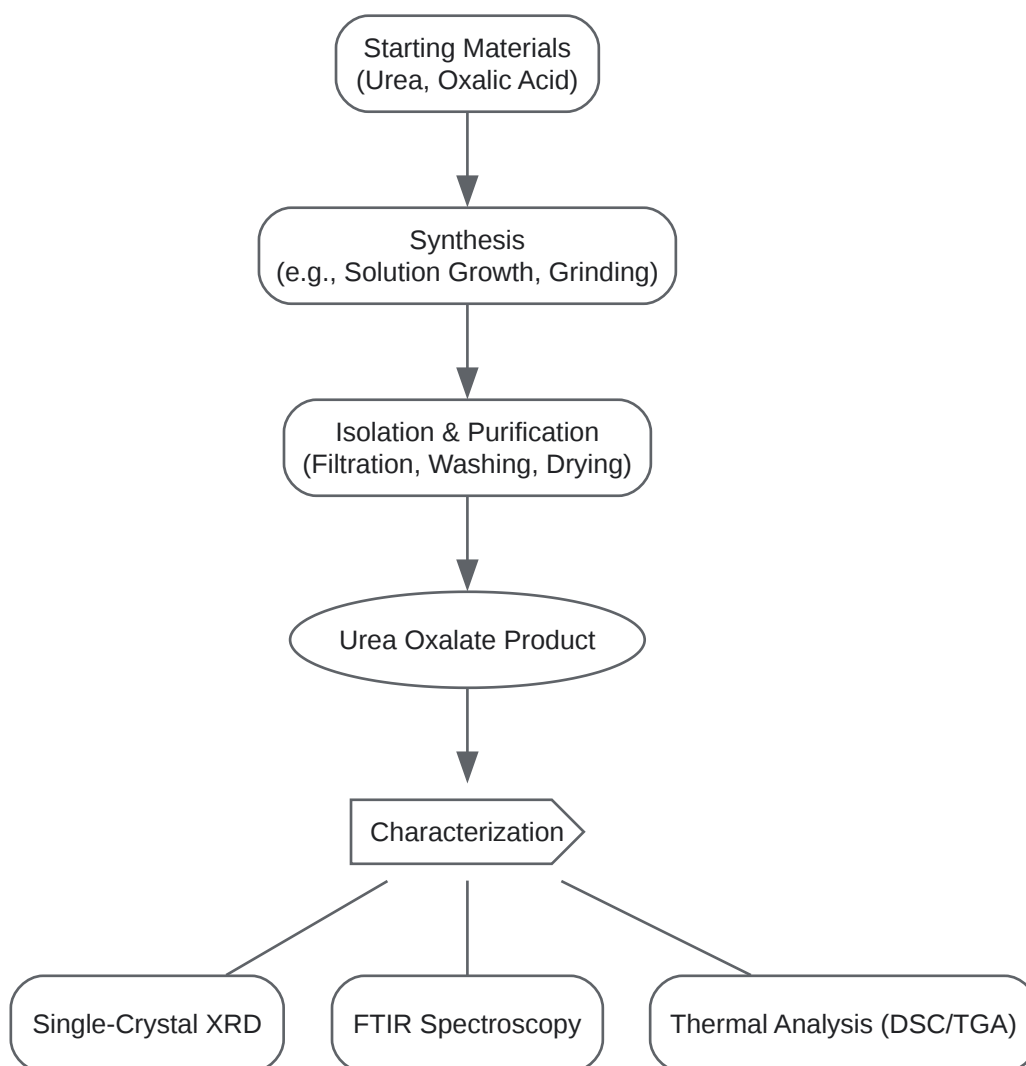 Starting Materials
(Urea, Oxalic Acid)
Synthesis
(e.g., Solution Growth, Grinding)
Isolation & Purification
(Filtration, Washing, Drying)
Urea Oxalate Product
Characterization
Single-Crystal XRD
FTIR Spectroscopy
Thermal Analysis (DSC/TGA)